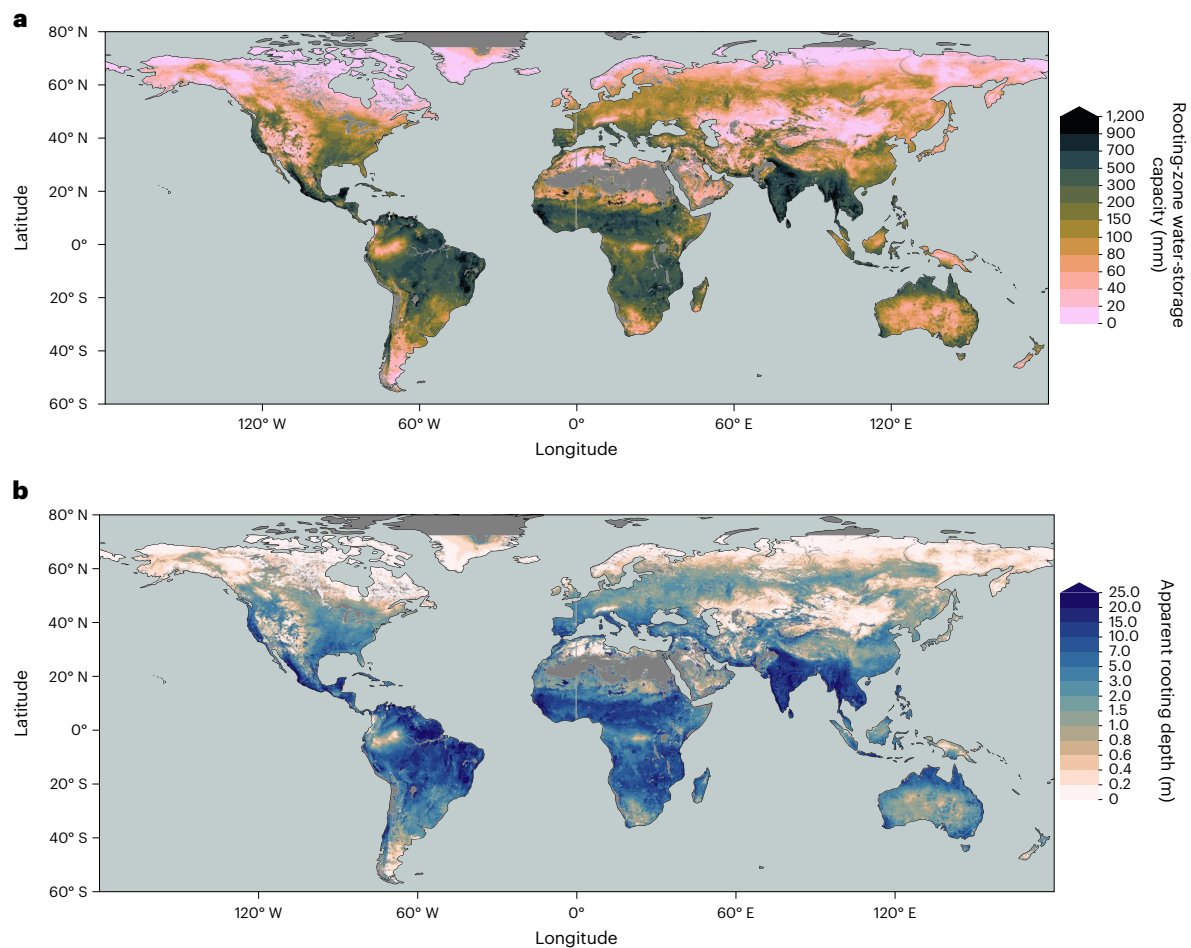 a
80° N
60° N
40° N
20° N
0°
20° S
40° S
60° S
Latitude
120° W
60° W
0°
60° E
120° E
Longitude
1,200
900
700
500
300
200
150
100
80
60
40
20
0
Rooting-zone water-storage
capacity (mm)
b
80° N
60° N
40° N
20° N
0°
20° S
40° S
60° S
Latitude
120° W
60° W
0°
60° E
120° E
Longitude
25.0
20.0
15.0
10.0
7.0
5.0
3.0
2.0
1.5
1.0
0.8
0.6
0.4
0.2
0
Apparent rooting depth (m)